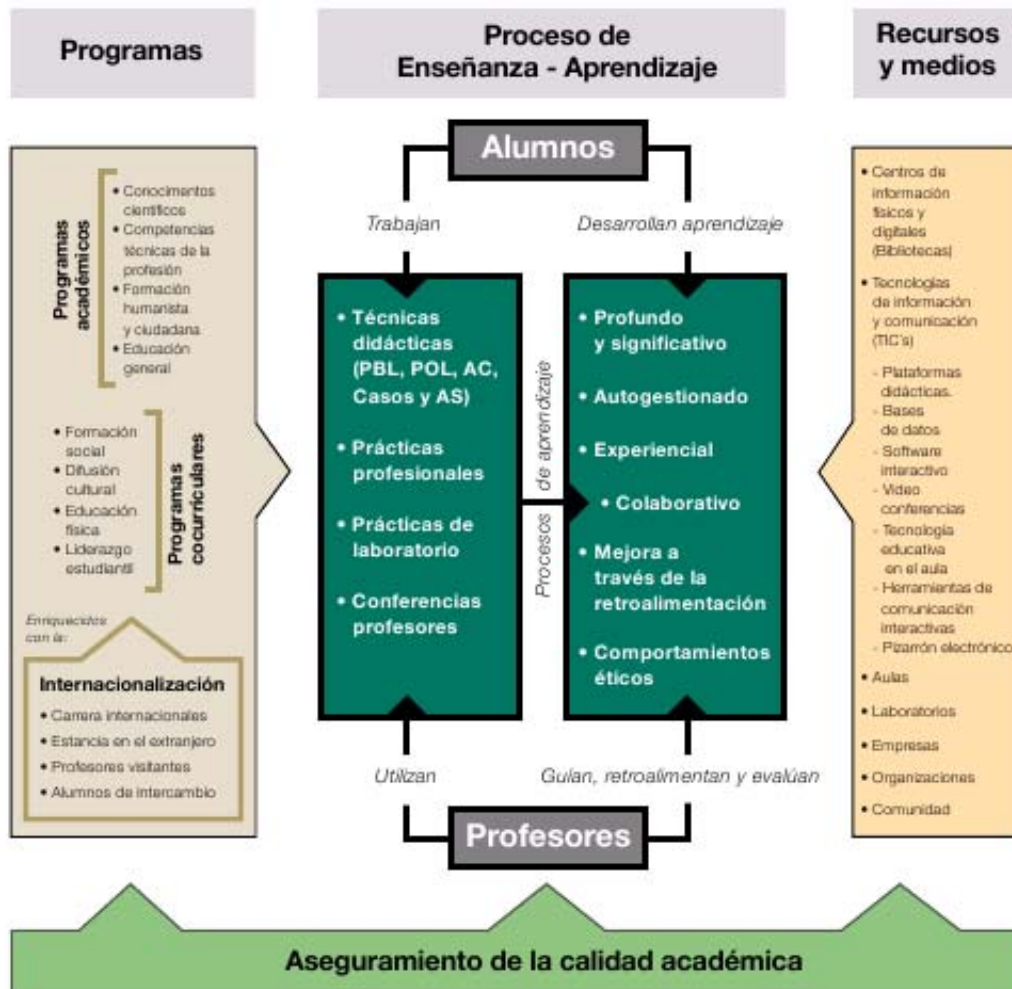 Programas
Proceso de
Enseñanza - Aprendizaje
Recursos
y medios
Programas
académicos
• Conocimentos
científicos
• Competencias
técnicas de la
profesión
• Formación
humanista
y ciudadana
• Educación
general
• Formación
social
• Difusión
cultural
• Educación
física
• Liderazgo
estudiantil
Programas
cocurriculares
Enriquecidos
con la:
Internacionalización
• Carrera internacionales
• Estancia en el extranjero
• Profesores visitantes
• Alumnos de intercambio
Alumnos
Trabajan
Desarrollan aprendizaje
• Técnicas
didácticas
(PBL, POL, AC,
Casos y AS)
• Prácticas
profesionales
• Prácticas de
laboratorio
• Conferencias
profesores
Procesos de aprendizaje
• Profundo
y significativo
• Autogestionado
• Experiencial
• Colaborativo
• Mejora a
través de la
retroalimentación
• Comportamientos
éticos
Utilizan
Guían, retroalimentan y evalúan
Profesores
• Centros de
información
físicos y
digitales
(Bibliotecas)
• Tecnologías
de información
y comunicación
(TIC's)
- Plataformas
didácticas.
- Bases
de datos
- Software
interactivo
- Video
conferencias
- Tecnología
educativa
en el aula
- Herramientas de
comunicación
interactivas
- Pizarrón electrónico
• Aulas
• Laboratorios
• Empresas
• Organizaciones
• Comunidad
Aseguramiento de la calidad académica